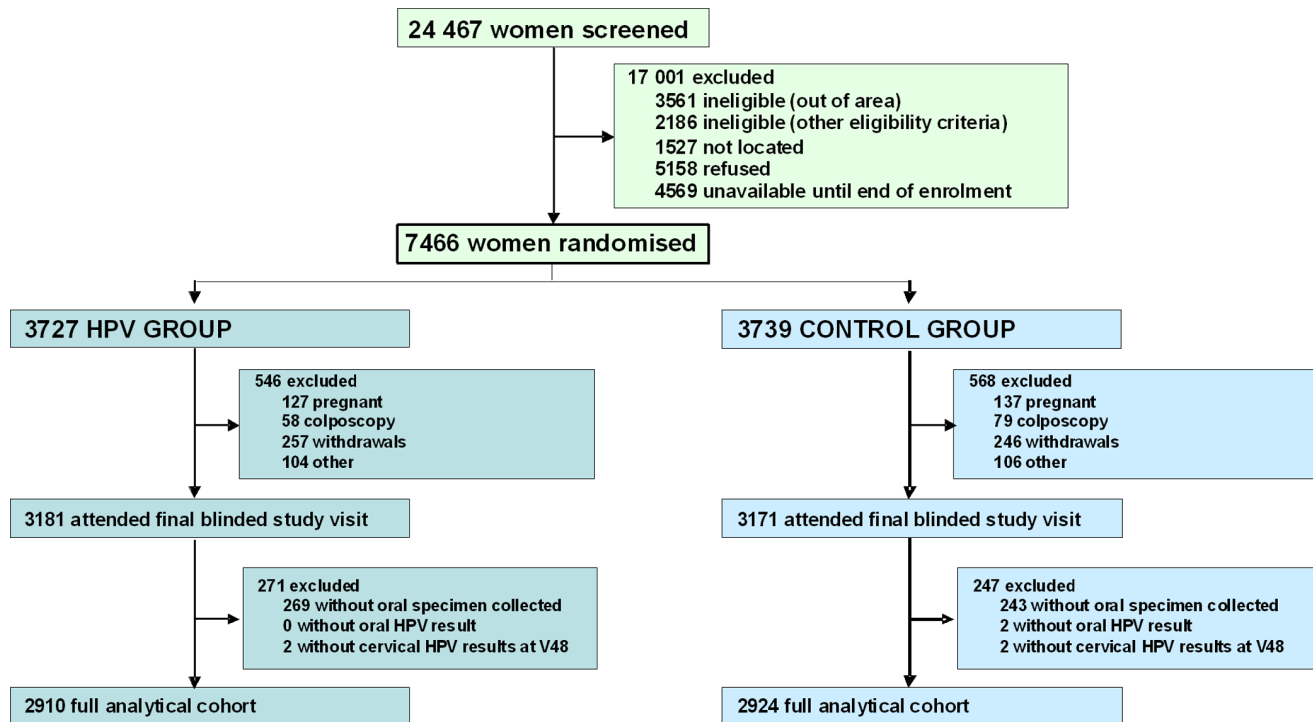 24 467 women screened
17 001 excluded
3561 ineligible (out of area)
2186 ineligible (other eligibility criteria)
1527 not located
5158 refused
4569 unavailable until end of enrolment
7466 women randomised
3727 HPV GROUP
546 excluded
127 pregnant
58 colposcopy
257 withdrawals
104 other
3181 attended final blinded study visit
271 excluded
269 without oral specimen collected
0 without oral HPV result
2 without cervical HPV results at V48
2910 full analytical cohort
3739 CONTROL GROUP
568 excluded
137 pregnant
79 colposcopy
246 withdrawals
106 other
3171 attended final blinded study visit
247 excluded
243 without oral specimen collected
2 without oral HPV result
2 without cervical HPV results at V48
2924 full analytical cohort